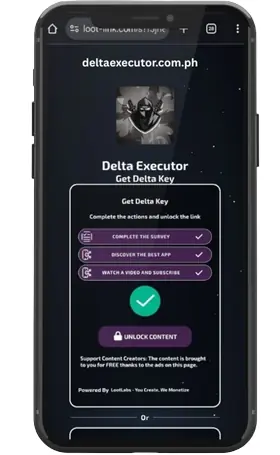 deltaexecutor.com.ph
Delta Executor
Get Delta Key
Get Delta Key
Complete the actions and unlock the link
COMPLETE THE SURVEY
DISCOVER THE BEST APP
WATCH A VIDEO AND SUBSCRIBE
UNLOCK CONTENT
Support Content Creators: The content is brought
to you for FREE thanks to the ads on this page.
Powered By LootLabs - You Create, We Monetize
Or